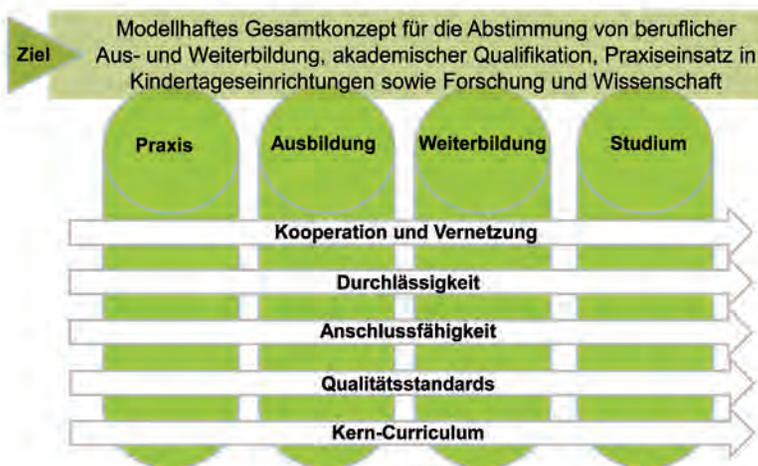 Ziel
Modellhaftes Gesamtkonzept für die Abstimmung von beruflicher
Aus- und Weiterbildung, akademischer Qualifikation, Praxiseinsatz in
Kindertageseinrichtungen sowie Forschung und Wissenschaft
Praxis
Ausbildung
Weiterbildung
Studium
Kooperation und Vernetzung
Durchlässigkeit
Anschlussfähigkeit
Qualitätsstandards
Kern-Curriculum